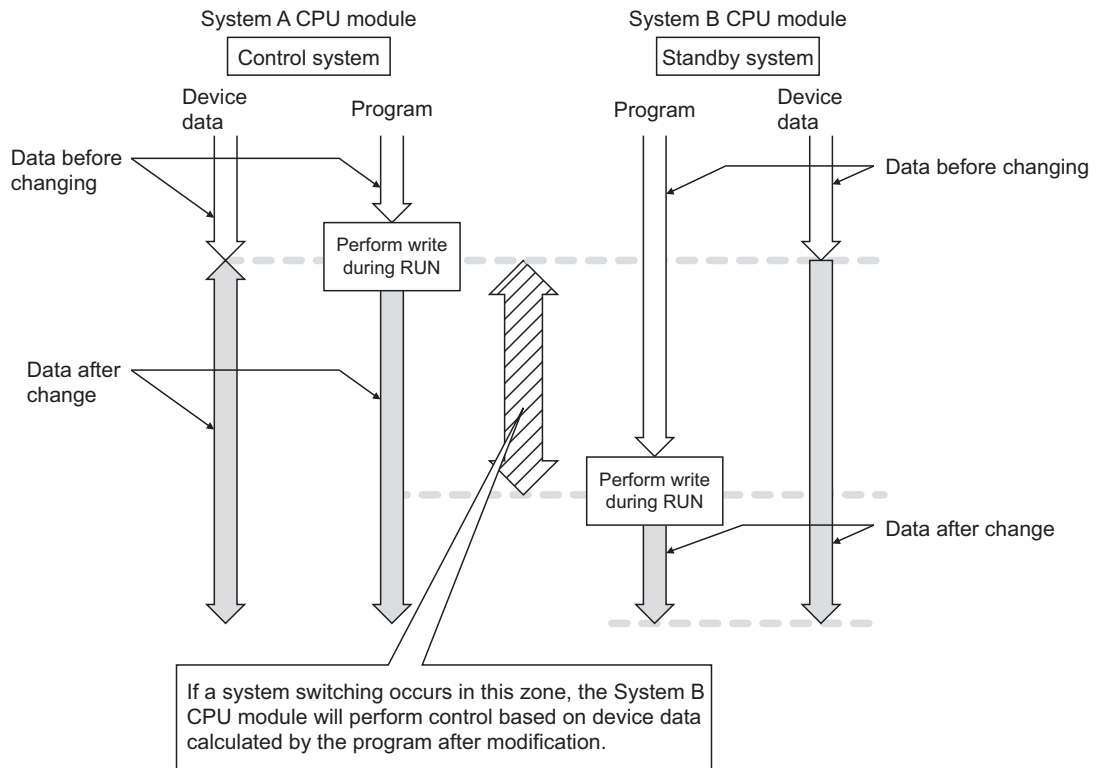 System A CPU module
System B CPU module
Control system
Standby system
Device
data
Program
Program
Device
data
Data before
changing
Data before changing
Perform write
during RUN
Data after
change
Perform write
during RUN
Data after change
If a system switching occurs in this zone, the System B
CPU module will perform control based on device data
calculated by the program after modification.